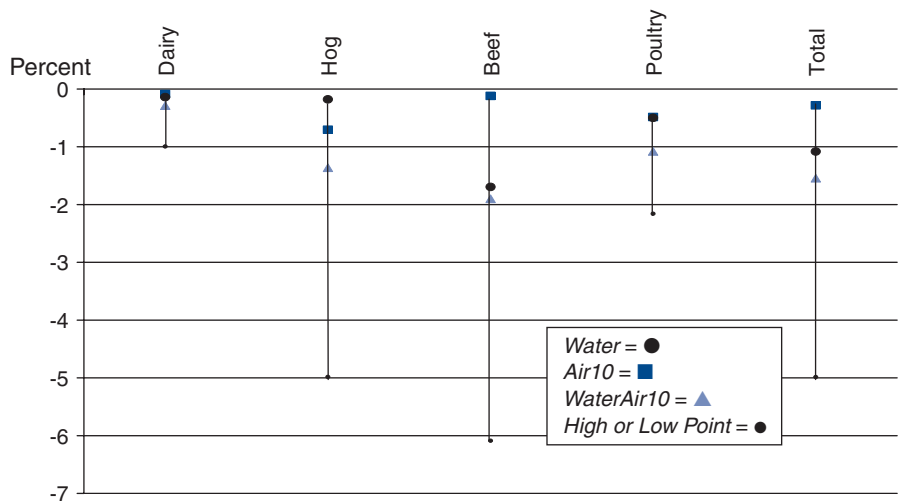 Percent
Dairy
Hog
Beef
Poultry
Total
0
-1
-2
-3
-4
-5
-6
-7
Water =
Air10 =
WaterAir10 =
High or Low Point =